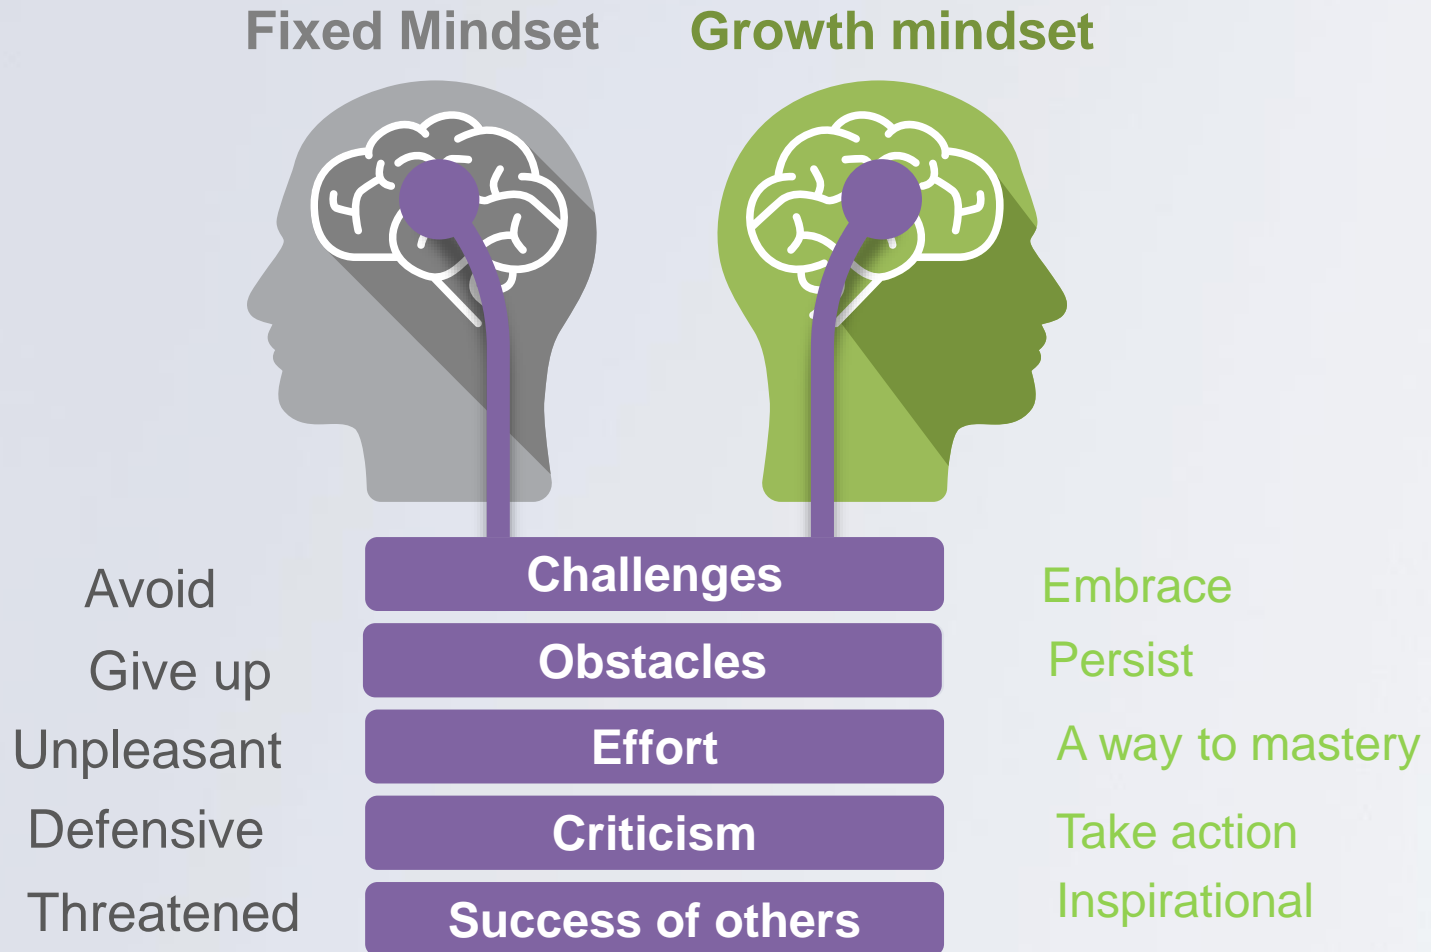 Fixed Mindset
Growth mindset
Avoid
Challenges
Embrace
Give up
Obstacles
Persist
Unpleasant
Effort
A way to mastery
Defensive
Criticism
Take action
Threatened
Success of others
Inspirational